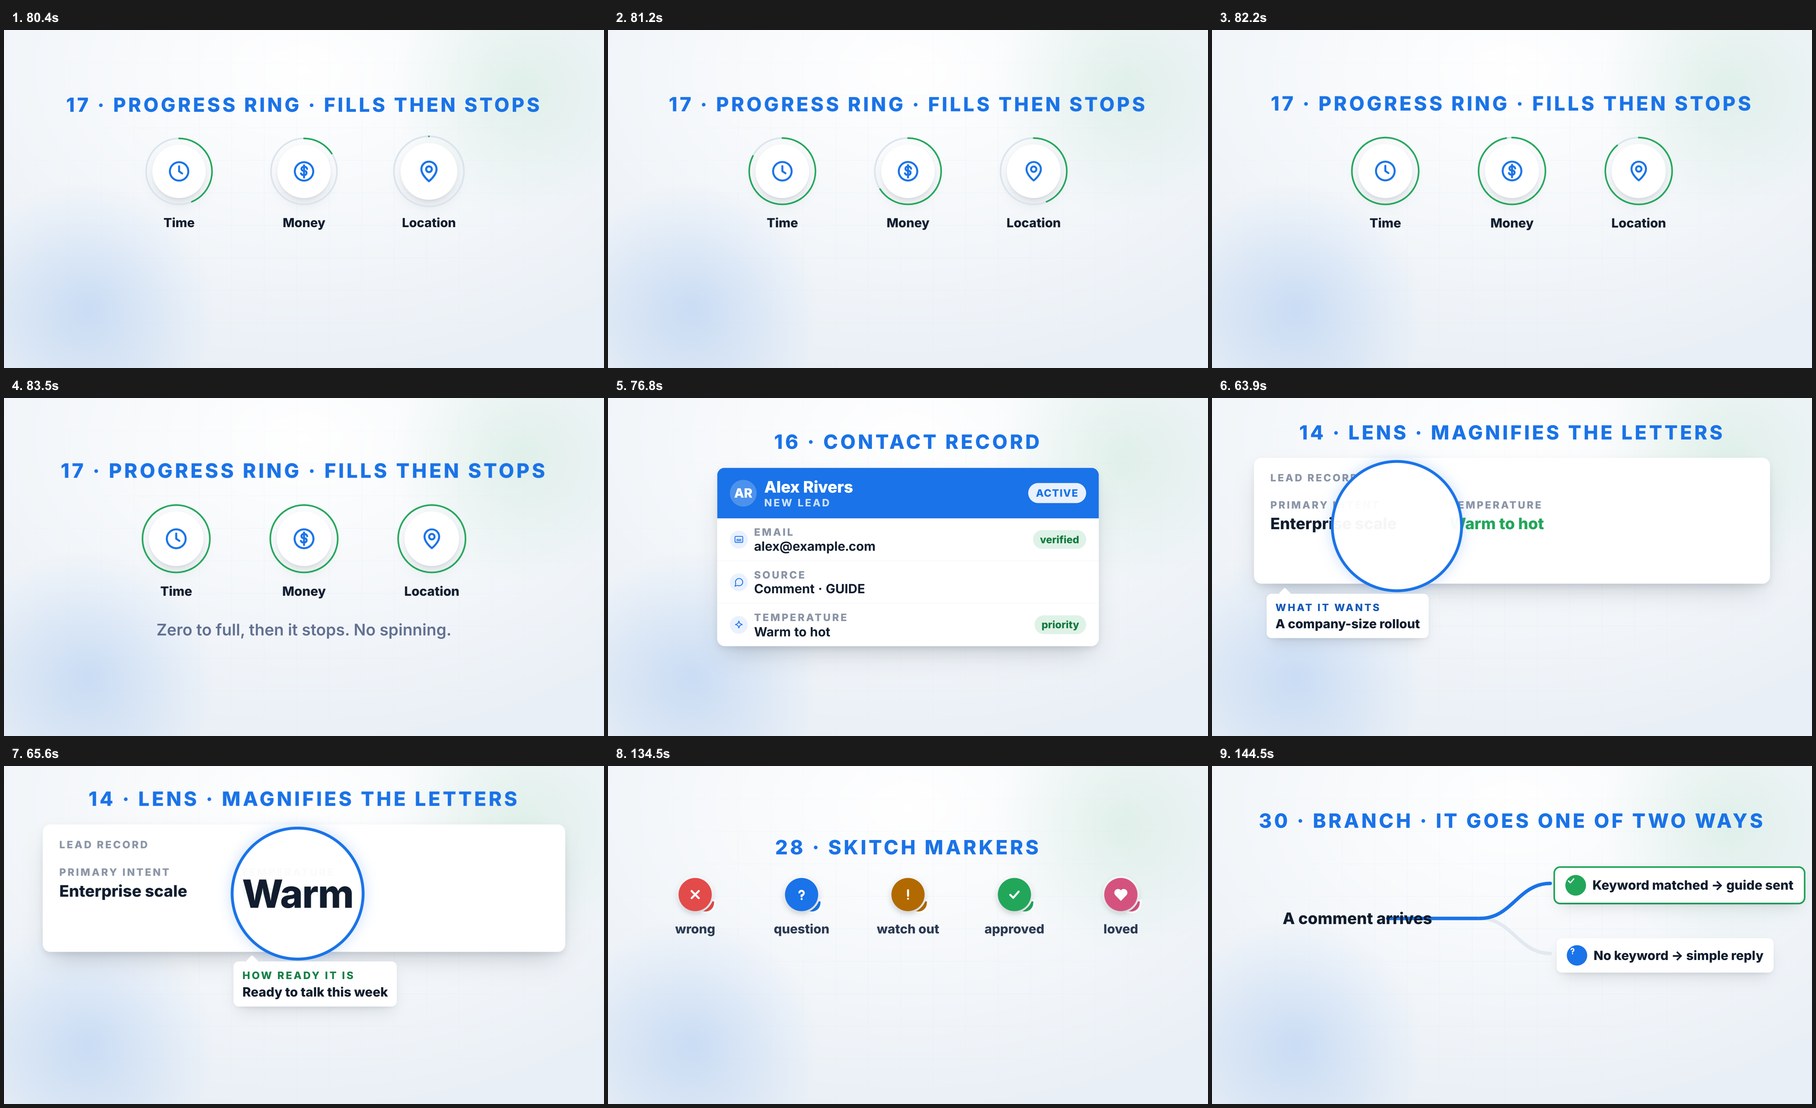 1. 80.4s
17 · PROGRESS RING · FILLS THEN STOPS
Time
Money
Location
2. 81.2s
17 · PROGRESS RING · FILLS THEN STOPS
Time
Money
Location
3. 82.2s
17 · PROGRESS RING · FILLS THEN STOPS
Time
Money
Location
4. 83.5s
17 · PROGRESS RING · FILLS THEN STOPS
Time
Money
Location
Zero to full, then it stops. No spinning.
5. 76.8s
16 · CONTACT RECORD
AR
Alex Rivers
NEW LEAD
ACTIVE
EMAIL
alex@example.com
verified
SOURCE
Comment · GUIDE
TEMPERATURE
Warm to hot
priority
6. 63.9s
14 · LENS · MAGNIFIES THE LETTERS
LEAD RECOR
PRIMARY
EMPERATURE
Enterprise scale
Warm to hot
WHAT IT WANTS
A company-size rollout
7. 65.6s
14 · LENS · MAGNIFIES THE LETTERS
LEAD RECORD
PRIMARY INTENT
Enterprise scale
Warm
HOW READY IT IS
Ready to talk this week
8. 134.5s
28 · SKITCH MARKERS
wrong
question
watch out
approved
loved
9. 144.5s
30 · BRANCH · IT GOES ONE OF TWO WAYS
Keyword matched → guide sent
A comment arrives
No keyword → simple reply